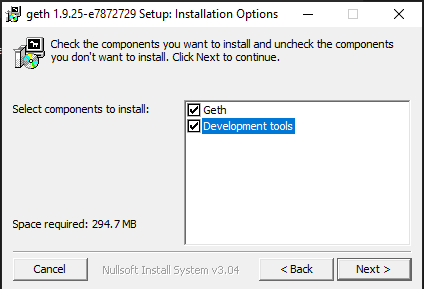 geth 1.9.25-e7872729 Setup: Installation Options
Check the components you want to install and uncheck the components
you don't want to install. Click Next to continue.
Select components to install:
Geth
Development tools
Space required: 294.7 MB
Cancel
Nullsoft Install System v3.04
< Back
Next >